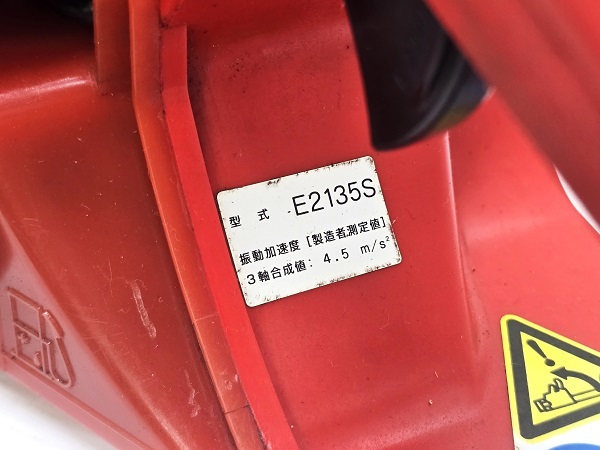 型式 E2135S
振動加速度 [製造者測定値]
3軸合成値: 4.5 m/s²